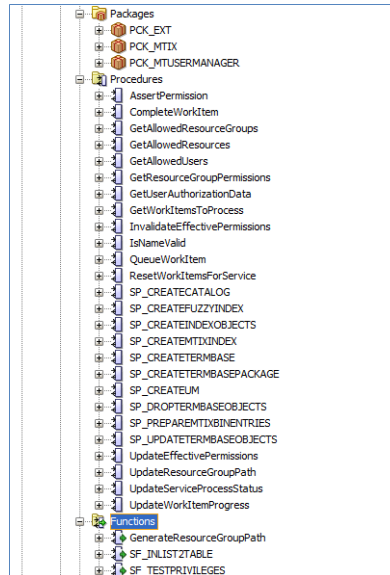 Packages
PCK_EXT
PCK_MTIX
PCK_MTUSERMANAGER
Procedures
AssertPermission
CompleteWorkItem
GetAllowedResourceGroups
GetAllowedResources
GetAllowedUsers
GetResourceGroupPermissions
GetUserAuthorizationData
GetWorkItemsToProcess
InvalidateEffectivePermissions
IsNameValid
QueueWorkItem
ResetWorkItemsForService
SP_CREATECATALOG
SP_CREATEFUZZYINDEX
SP_CREATEINDEXOBJECTS
SP_CREATEMTIXINDEX
SP_CREATETERMBASE
SP_CREATETERMBASEPACKAGE
SP_CREATEUM
SP_DROPTERMBASEOBJECTS
SP_PREPAREMTIXBINENTRIES
SP_UPDATETERMBASEOBJECTS
UpdateEffectivePermissions
UpdateResourceGroupPath
UpdateServiceProcessStatus
UpdateWorkItemProgress
Functions
GenerateResourceGroupPath
SF_INLIST2TABLE
SF_TESTPRIVILEGES